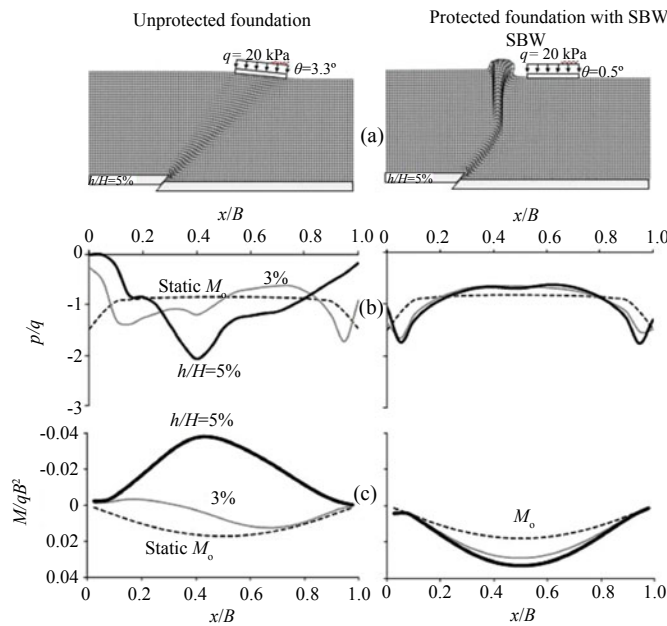 Unprotected foundation
Protected foundation with SBW
SBW
q= 20 kPa
θ=3.3º
q= 20 kPa
θ=0.5º
(a)
h/H=5%
h/H=5%
x/B
x/B
0 0.2 0.4 0.6 0.8 1.0
0 0.2 0.4 0.6 0.8 1.0
p/q
0
-1
-2
-3
Static Mo
3%
h/H=5%
(b)
M/qB²
-0.04
-0.02
0
0.02
0.04
h/H=5%
3%
Static Mo
(c)
Mo
0 0.2 0.4 0.6 0.8 1.0
0 0.2 0.4 0.6 0.8 1.0
x/B
x/B